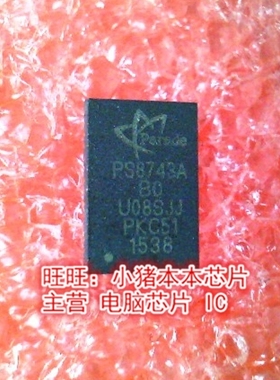 Parade
PS8743A
B0
U08SJJ
PKC51
1538
旺旺：小猪本本芯片
主营 电脑芯片 IC